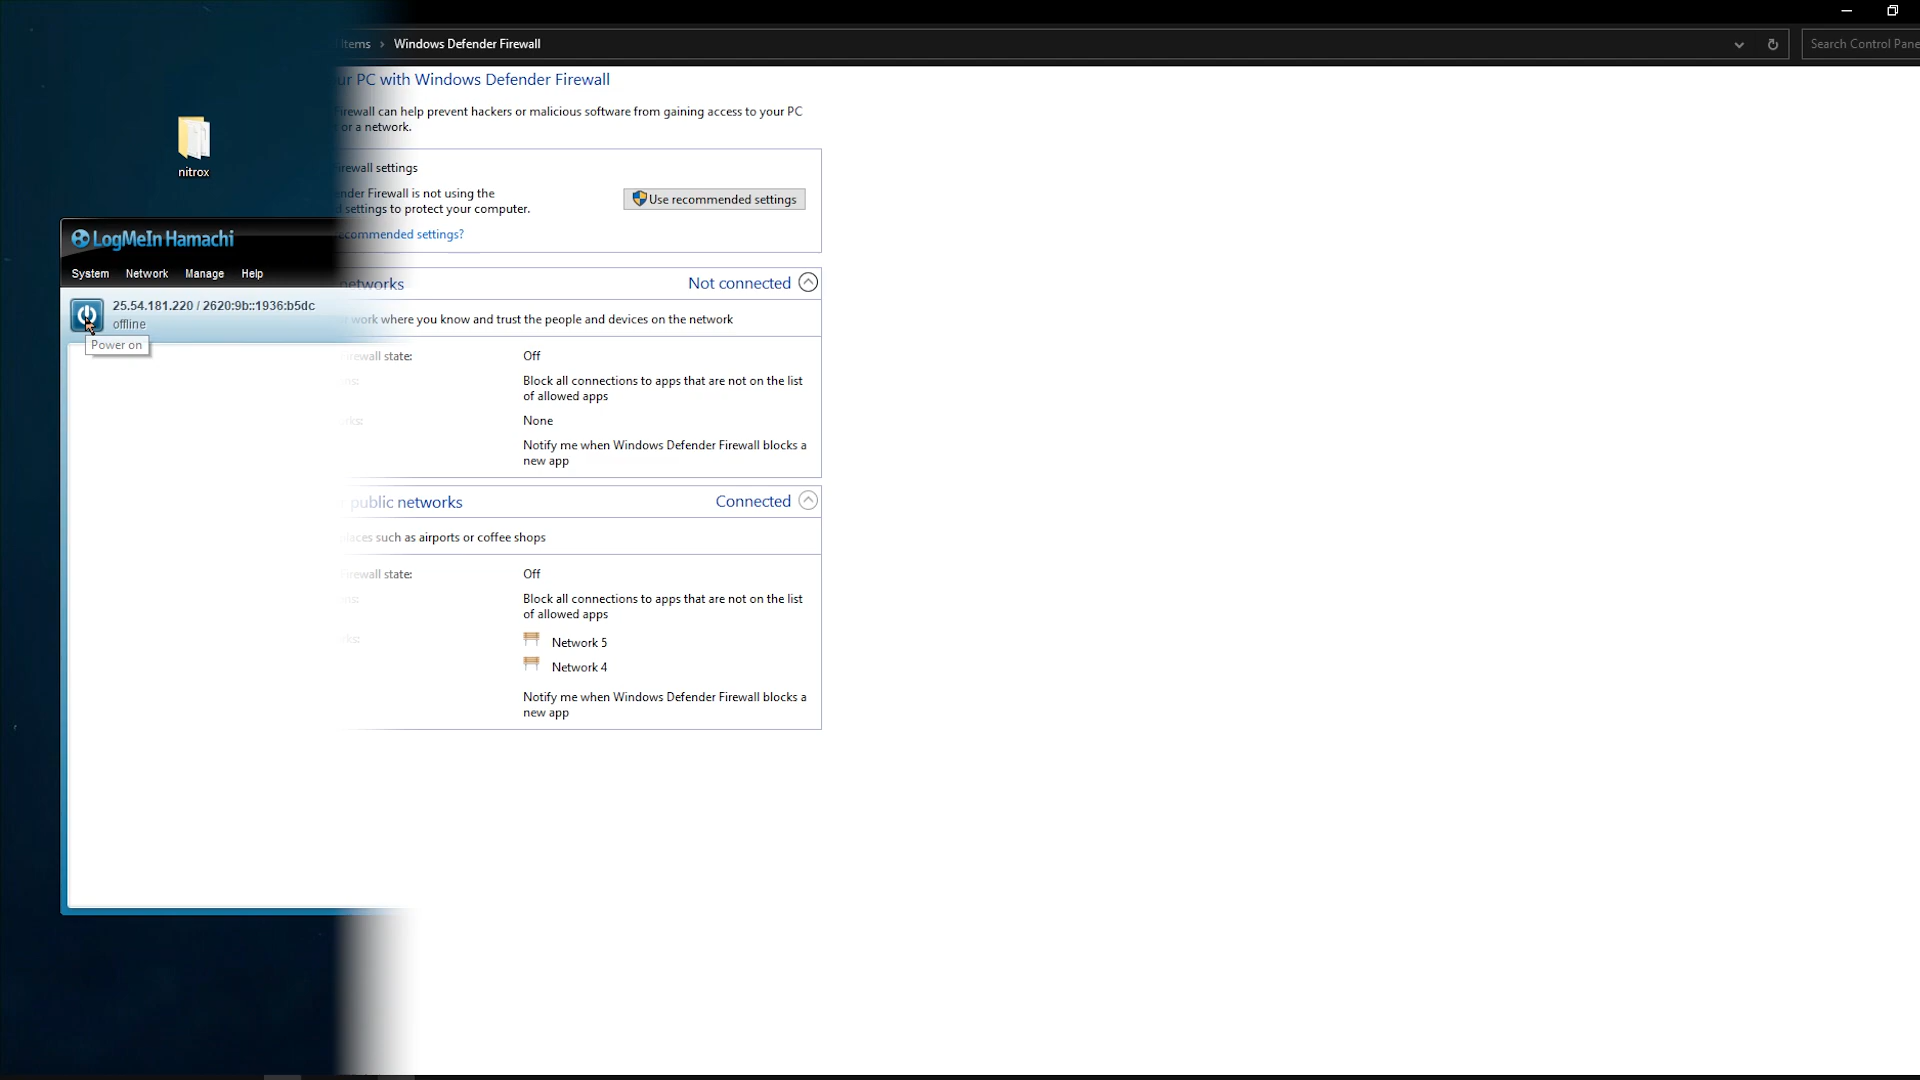 Items > Windows Defender Firewall
Search Control Pane
ur PC with Windows Defender Firewall
irewall can help prevent hackers or malicious software from gaining access to your PC
or a network.
nitrox
irewall settings
nder Firewall is not using the
d settings to protect your computer.
Use recommended settings
ecommended settings?
LogMeIn Hamachi
System Network Manage Help
networks
Not connected
25.54.181.220 / 2620:9b::1936:b5dc
offline
Power on
work where you know and trust the people and devices on the network
irewall state:
Off
ns:
Block all connections to apps that are not on the list
of allowed apps
rks:
None
Notify me when Windows Defender Firewall blocks a
new app
public networks
Connected
laces such as airports or coffee shops
Firewall state:
Off
ns:
Block all connections to apps that are not on the list
of allowed apps
rks:
Network 5
Network 4
Notify me when Windows Defender Firewall blocks a
new app